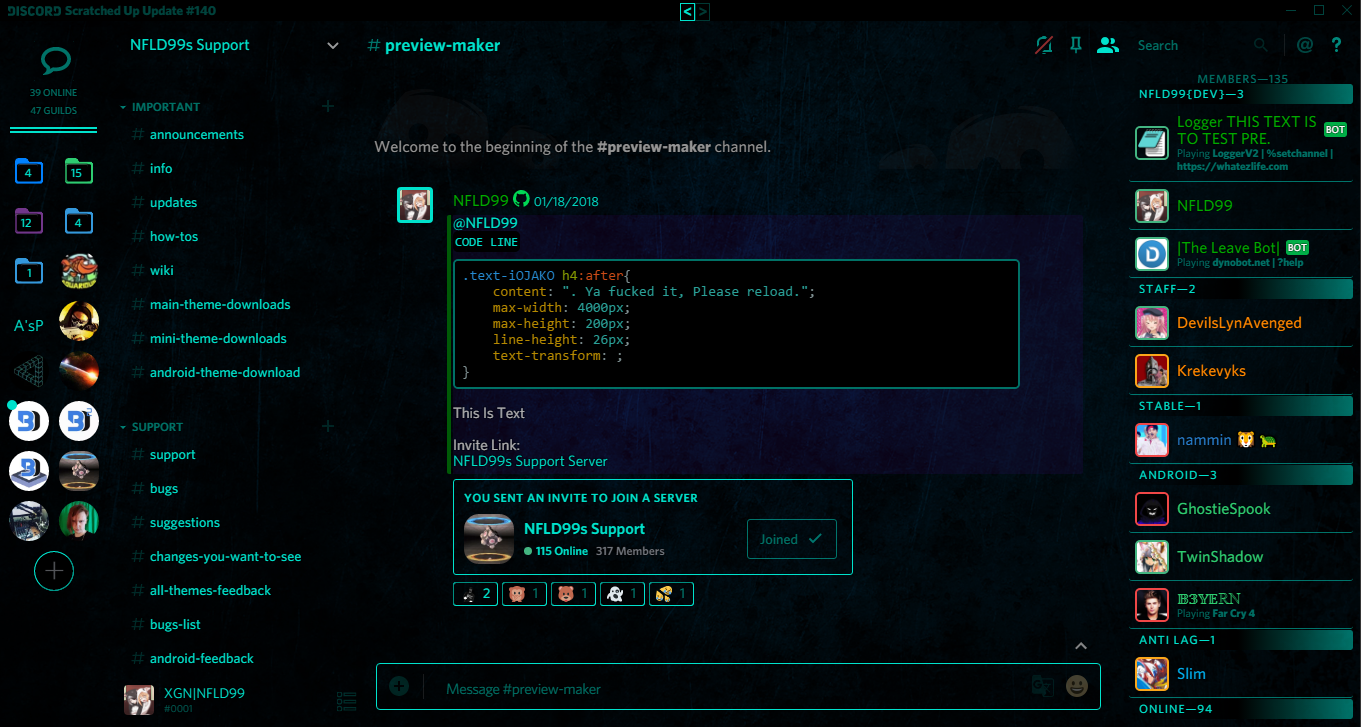 DISCORD Scratched Up Update #140
< >
39 ONLINE
47 GUILDS
4
15
12
4
1
A'sP
NFLD99s Support
IMPORTANT
# announcements
# info
# updates
# how-tos
# wiki
# main-theme-downloads
# mini-theme-downloads
# android-theme-download
SUPPORT
# support
# bugs
# suggestions
# changes-you-want-to-see
# all-themes-feedback
# bugs-list
# android-feedback
XGN|NFLD99
#0001
# preview-maker
Search
@ ?
Welcome to the beginning of the #preview-maker channel.
NFLD99 01/18/2018
@NFLD99
CODE LINE
.text-iOJAKO h4:after{
content: ". Ya fucked it, Please reload.";
max-width: 4000px;
max-height: 200px;
line-height: 26px;
text-transform: ;
}
This Is Text
Invite Link:
NFLD99s Support Server
YOU SENT AN INVITE TO JOIN A SERVER
NFLD99s Support
115 Online 317 Members
Joined
2 1 1 1 1
Message #preview-maker
MEMBERS—135
NFLD99{DEV}—3
Logger THIS TEXT IS
TO TEST PRE.
BOT
Playing LoggerV2 | %setchannel |
https://whatezlife.com
NFLD99
|The Leave Bot| BOT
Playing dynobot.net | ?help
STAFF—2
DevilsLynAvenged
Krekevyks
STABLE—1
nammin
ANDROID—3
GhostieSpook
TwinShadow
𝔹𝟛𝕐𝔼ℝℕ
Playing Far Cry 4
ANTI LAG—1
Slim
ONLINE—94